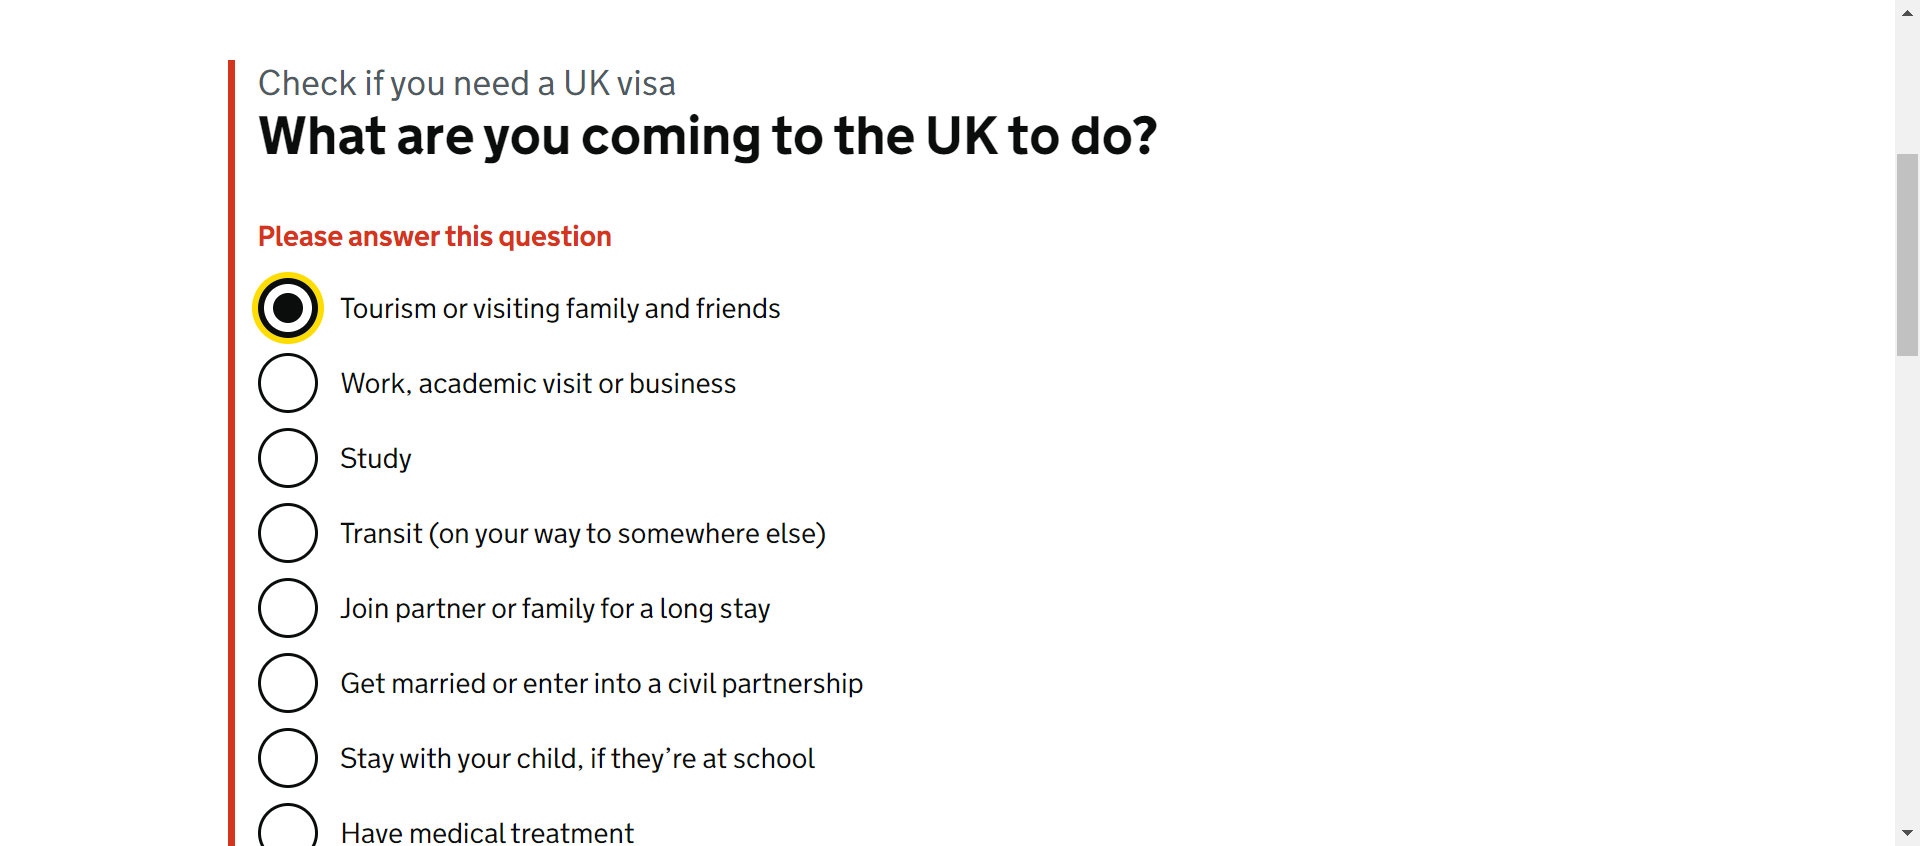 Check if you need a UK visa
What are you coming to the UK to do?
Please answer this question
Tourism or visiting family and friends
Work, academic visit or business
Study
Transit (on your way to somewhere else)
Join partner or family for a long stay
Get married or enter into a civil partnership
Stay with your child, if they’re at school
Have medical treatment